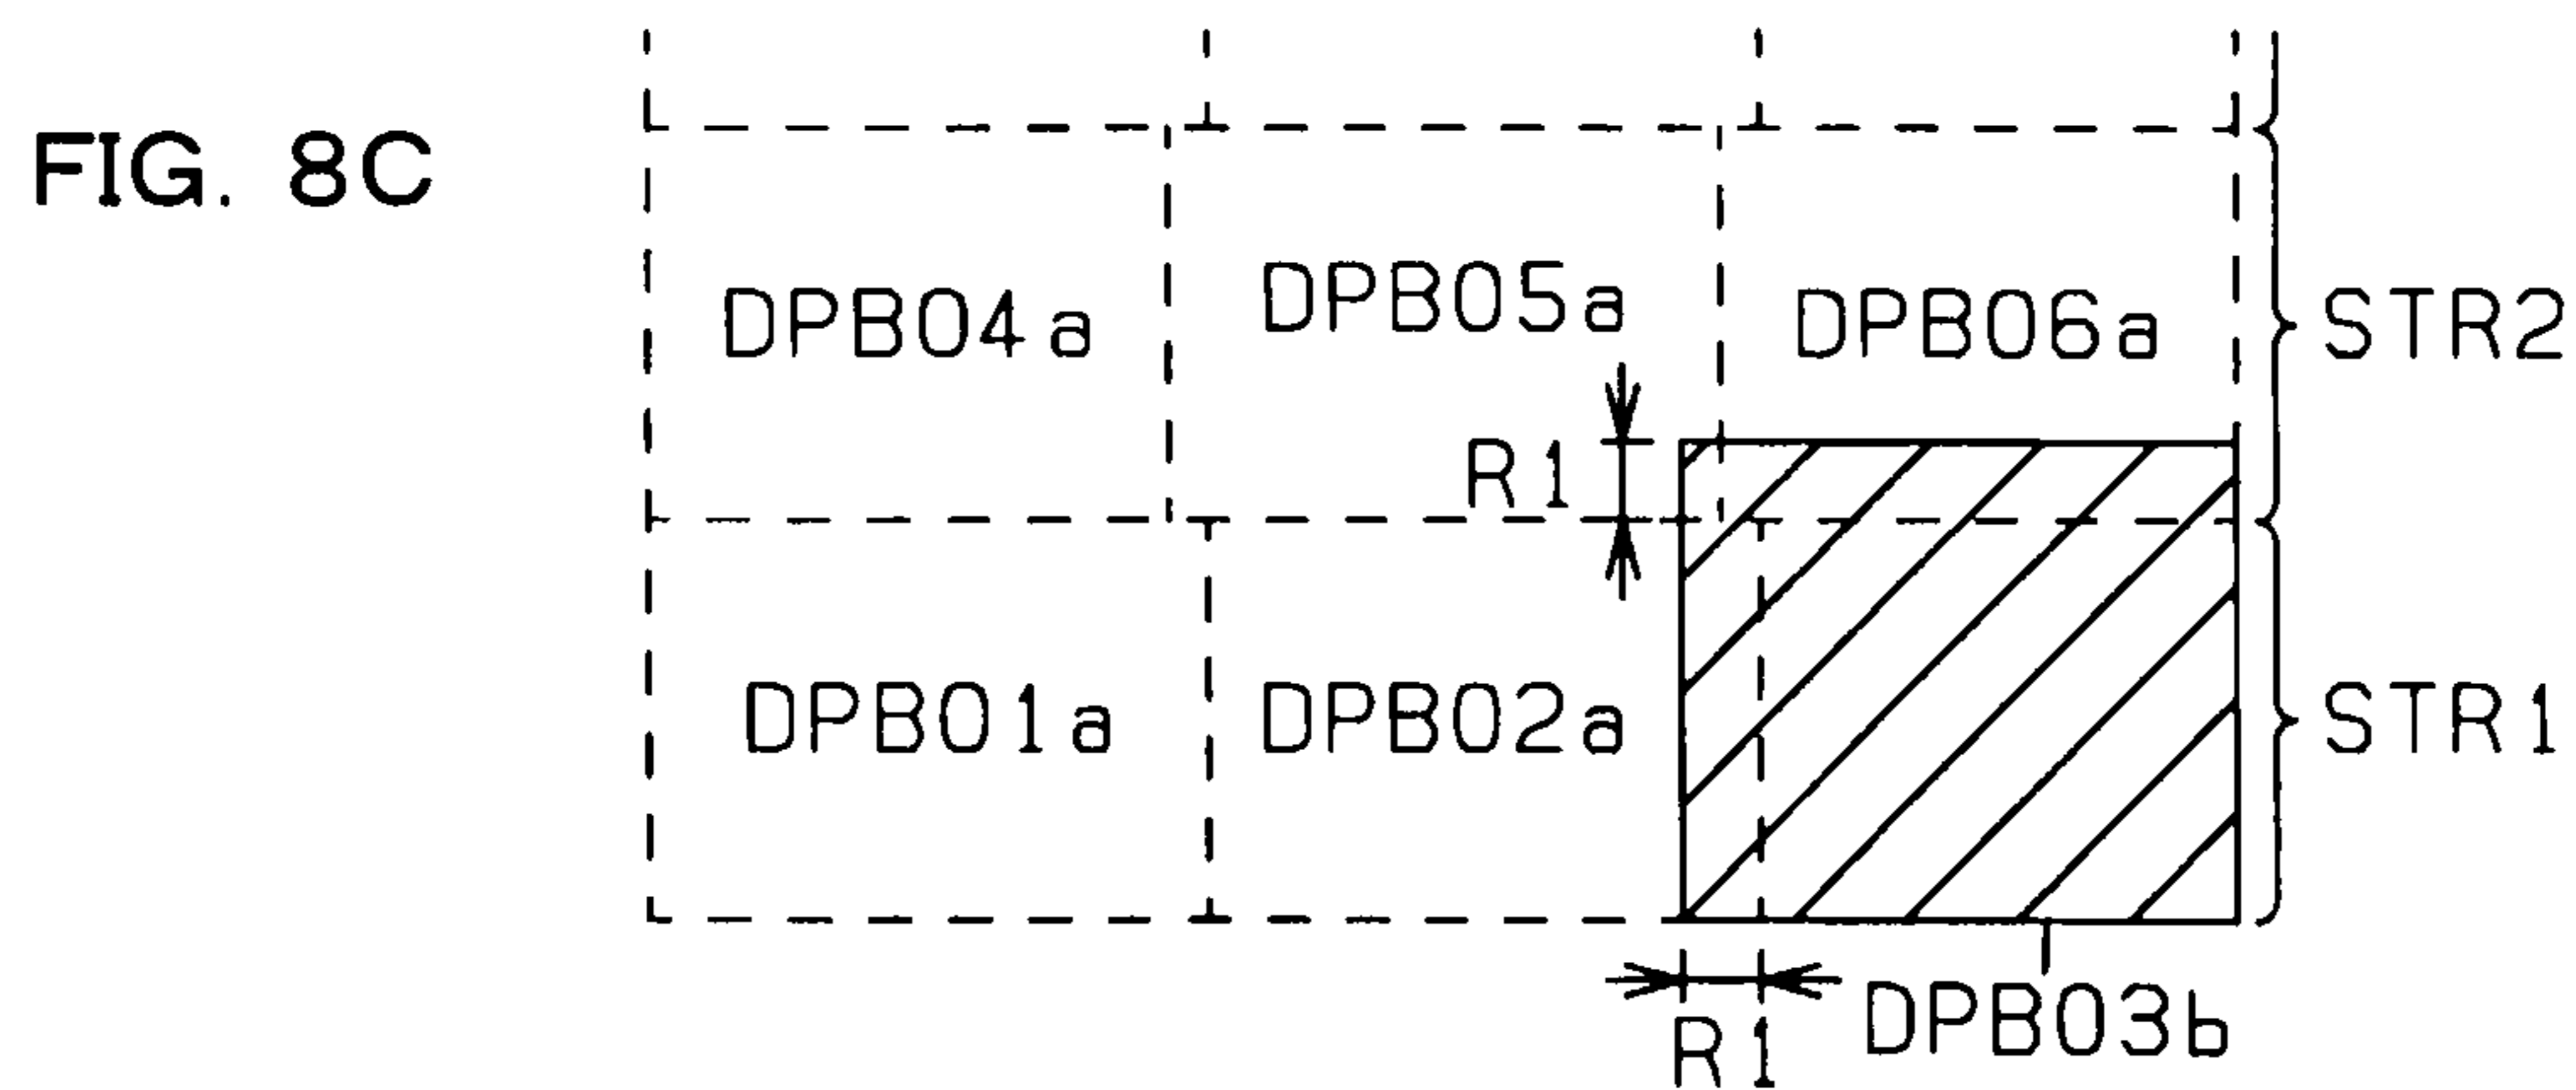 FIG. 8C
DPB04a
DPB05a
DPB06a
STR2
R1
DPB01a
DPB02a
STR1
R1
DPB03b